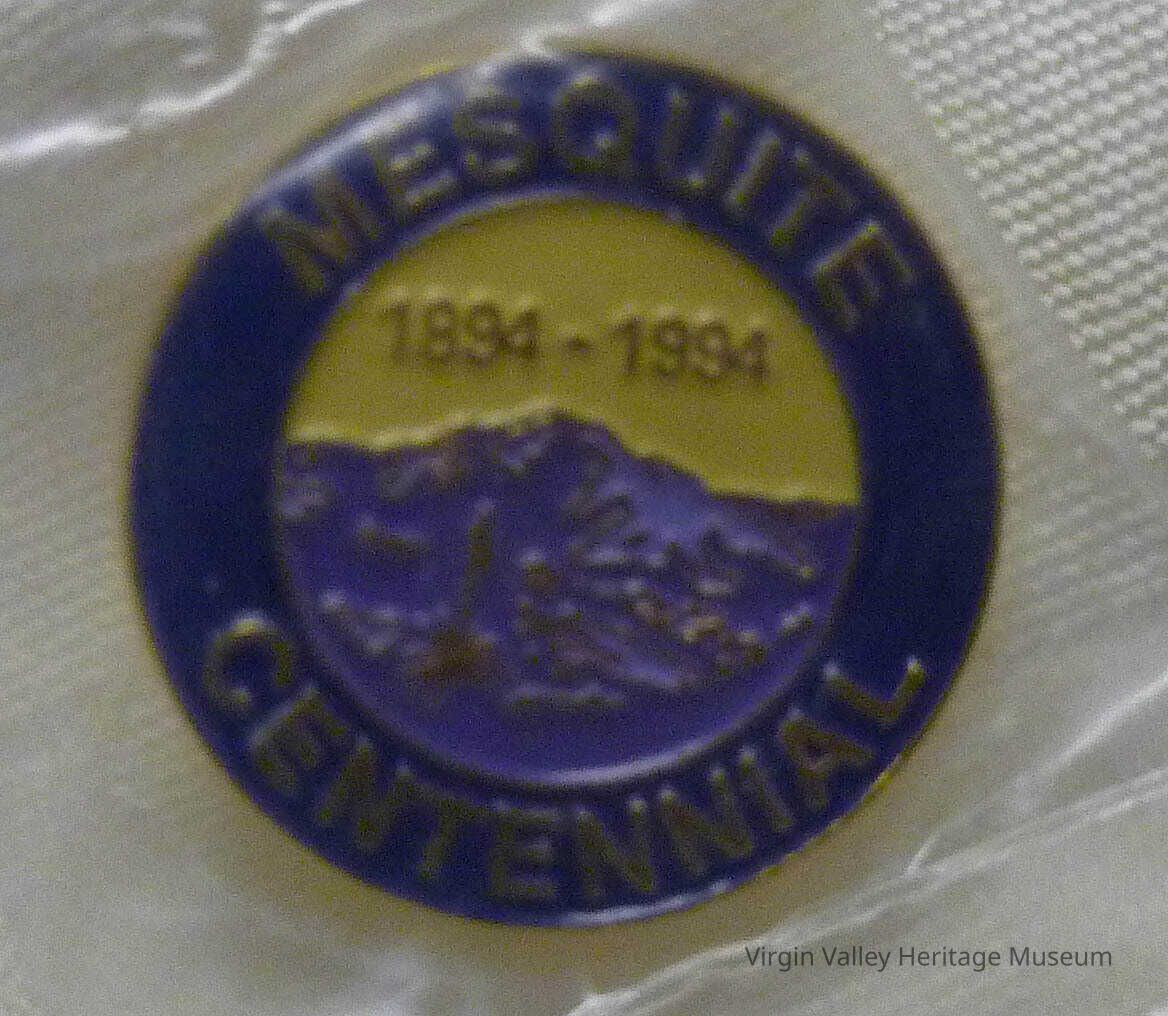 MESQUITE
1894 - 1994
CENTENNIAL
Virgin Valley Heritage Museum